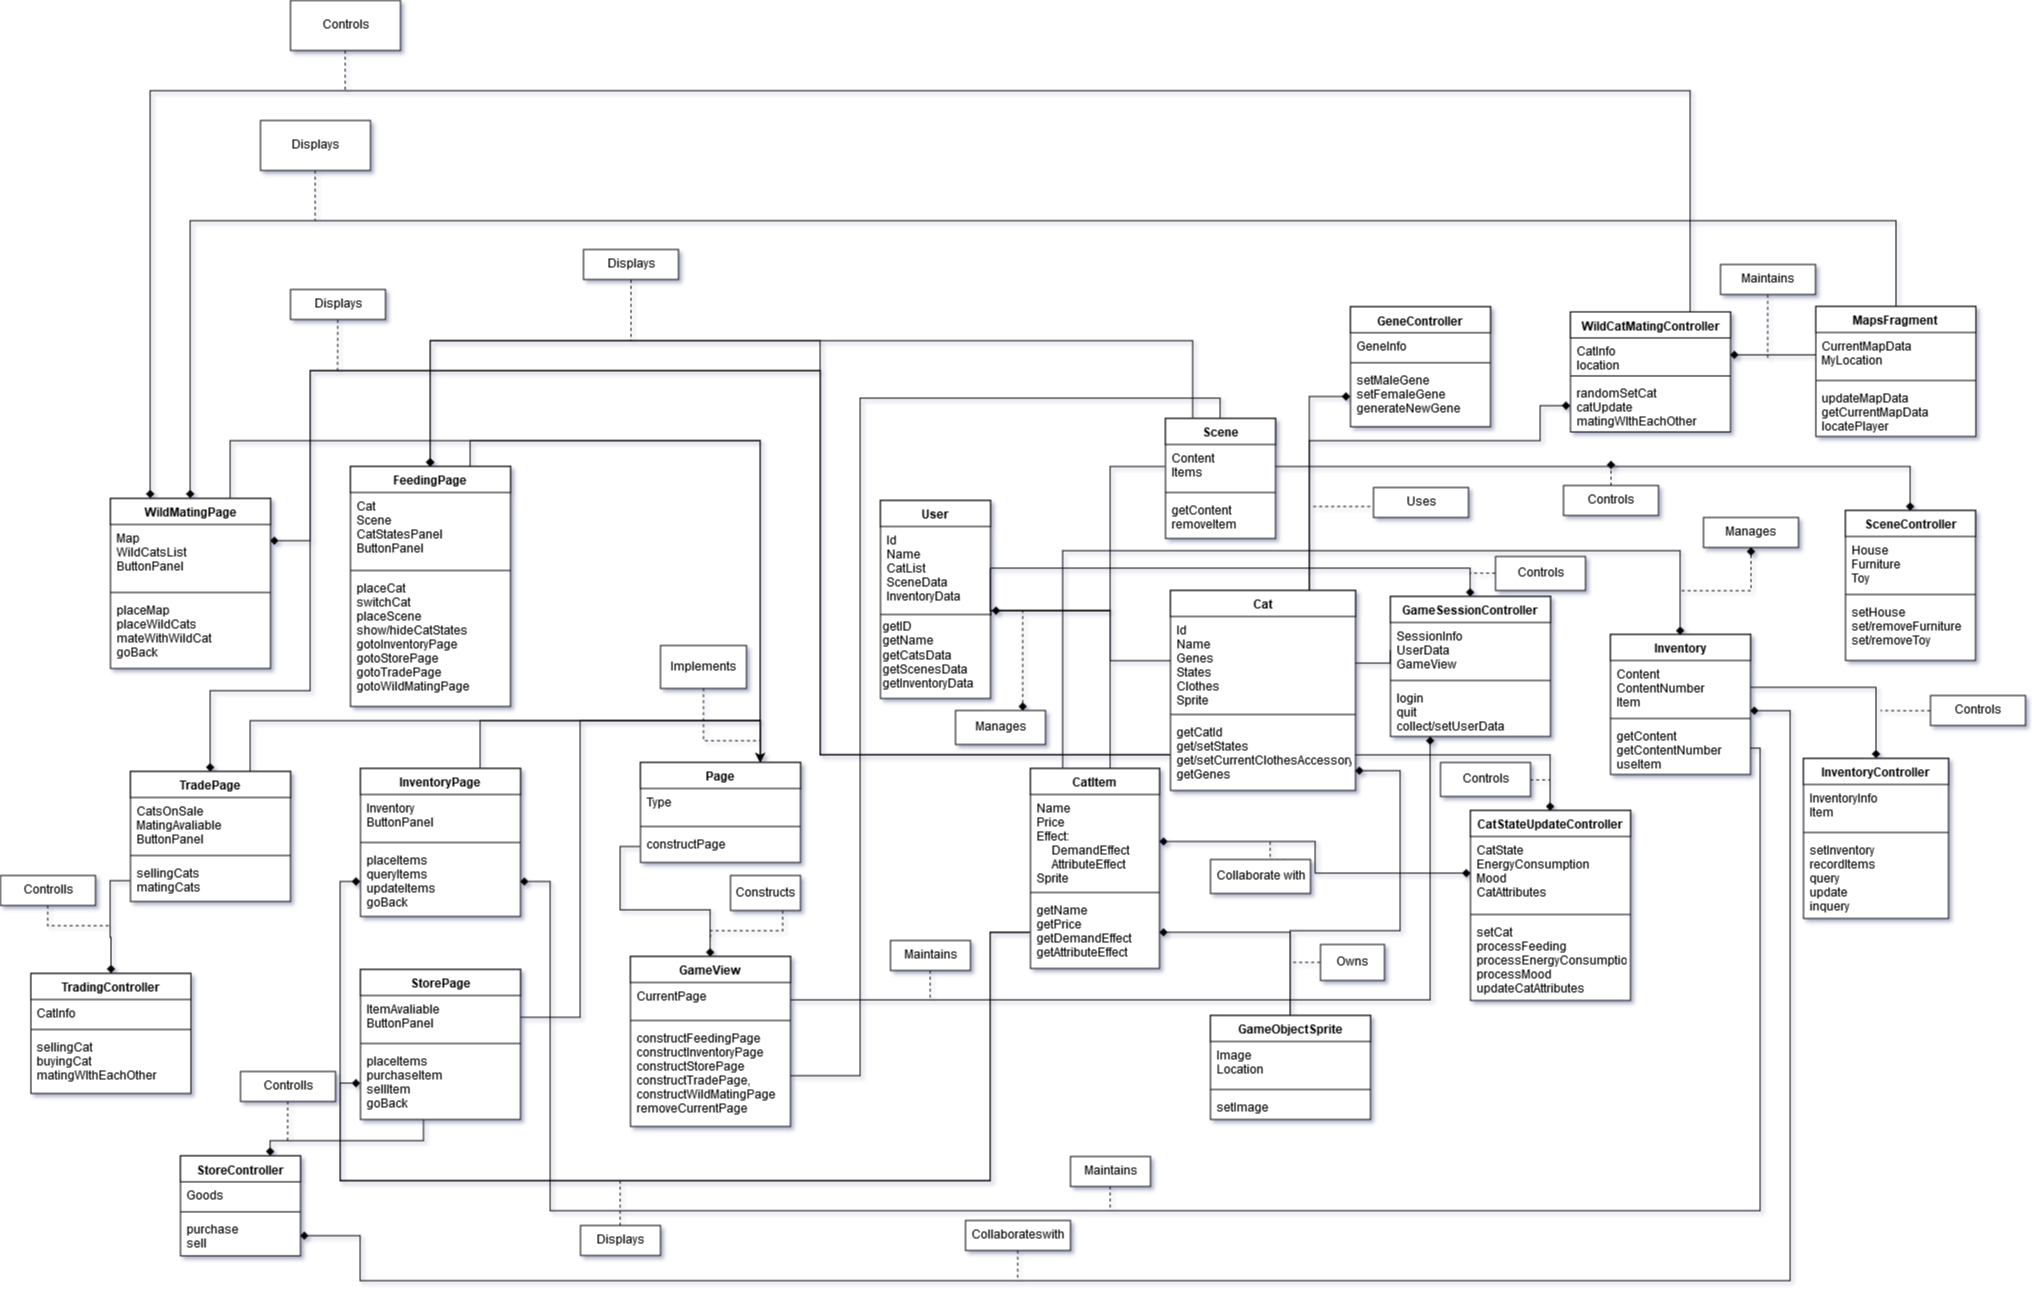 Controls
Displays
Displays
Displays
Maintains
GeneController
GeneInfo
setMaleGene
setFemaleGene
generateNewGene
WildCatMatingController
CatInfo
location
randomSetCat
catUpdate
matingWIthEachOther
MapsFragment
CurrentMapData
MyLocation
updateMapData
getCurrentMapData
locatePlayer
Scene
Content
Items
getContent
removeItem
Uses
Controls
Manages
SceneController
House
Furniture
Toy
setHouse
set/removeFurniture
set/removeToy
WildMatingPage
Map
WildCatsList
ButtonPanel
placeMap
placeWildCats
mateWithWildCat
goBack
FeedingPage
Cat
Scene
CatStatesPanel
ButtonPanel
placeCat
switchCat
placeScene
show/hideCatStates
gotoInventoryPage
gotoStorePage
gotoTradePage
gotoWildMatingPage
User
Id
Name
CatList
SceneData
InventoryData
getID
getName
getCatsData
getScenesData
getInventoryData
Manages
Implements
Cat
Id
Name
Genes
States
Clothes
Sprite
getCatId
get/setStates
get/setCurrentClothesAccessory
getGenes
Controls
GameSessionController
SessionInfo
UserData
GameView
login
quit
collect/setUserData
Inventory
Content
ContentNumber
Item
getContent
getContentNumber
useItem
Controls
InventoryController
InventoryInfo
Item
setInventory
recordItems
query
update
inquery
TradePage
CatsOnSale
MatingAvaliable
ButtonPanel
sellingCats
matingCats
InventoryPage
Inventory
ButtonPanel
placeItems
queryItems
updateItems
goBack
Page
Type
constructPage
Constructs
CatItem
Name
Price
Effect:
DemandEffect
AttributeEffect
Sprite
getName
getPrice
getDemandEffect
getAttributeEffect
Collaborate with
Controls
CatStateUpdateController
CatState
EnergyConsumption
Mood
CatAttributes
setCat
processFeeding
processEnergyConsumptio
processMood
updateCatAttributes
Controlls
TradingController
CatInfo
sellingCat
buyingCat
matingWIthEachOther
StorePage
ItemAvaliable
ButtonPanel
placeItems
purchaseItem
sellItem
goBack
GameView
CurrentPage
constructFeedingPage
constructInventoryPage
constructStorePage
constructTradePage,
constructWildMatingPage
removeCurrentPage
Maintains
Owns
GameObjectSprite
Image
Location
setImage
Controlls
StoreController
Goods
purchase
sell
Displays
Maintains
Collaborateswith